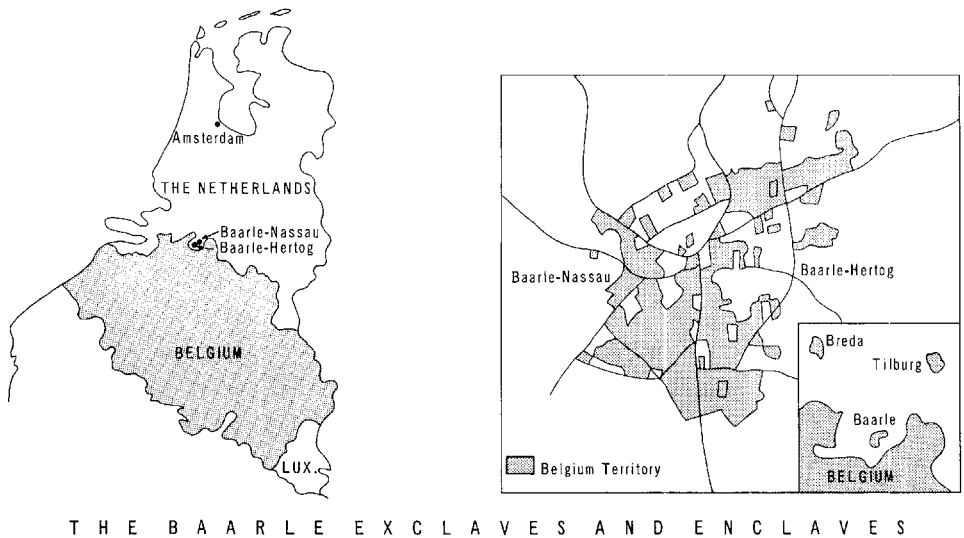 Amsterdam
THE NETHERLANDS
Baarle-Nassau
Baarle-Hertog
BELGIUM
LUX.
Baarle-Nassau
Baarle-Hertog
Breda
Tilburg
Baarle
BELGIUM
Belgium Territory
THE BAARLE EXCLAVES AND ENCLAVES